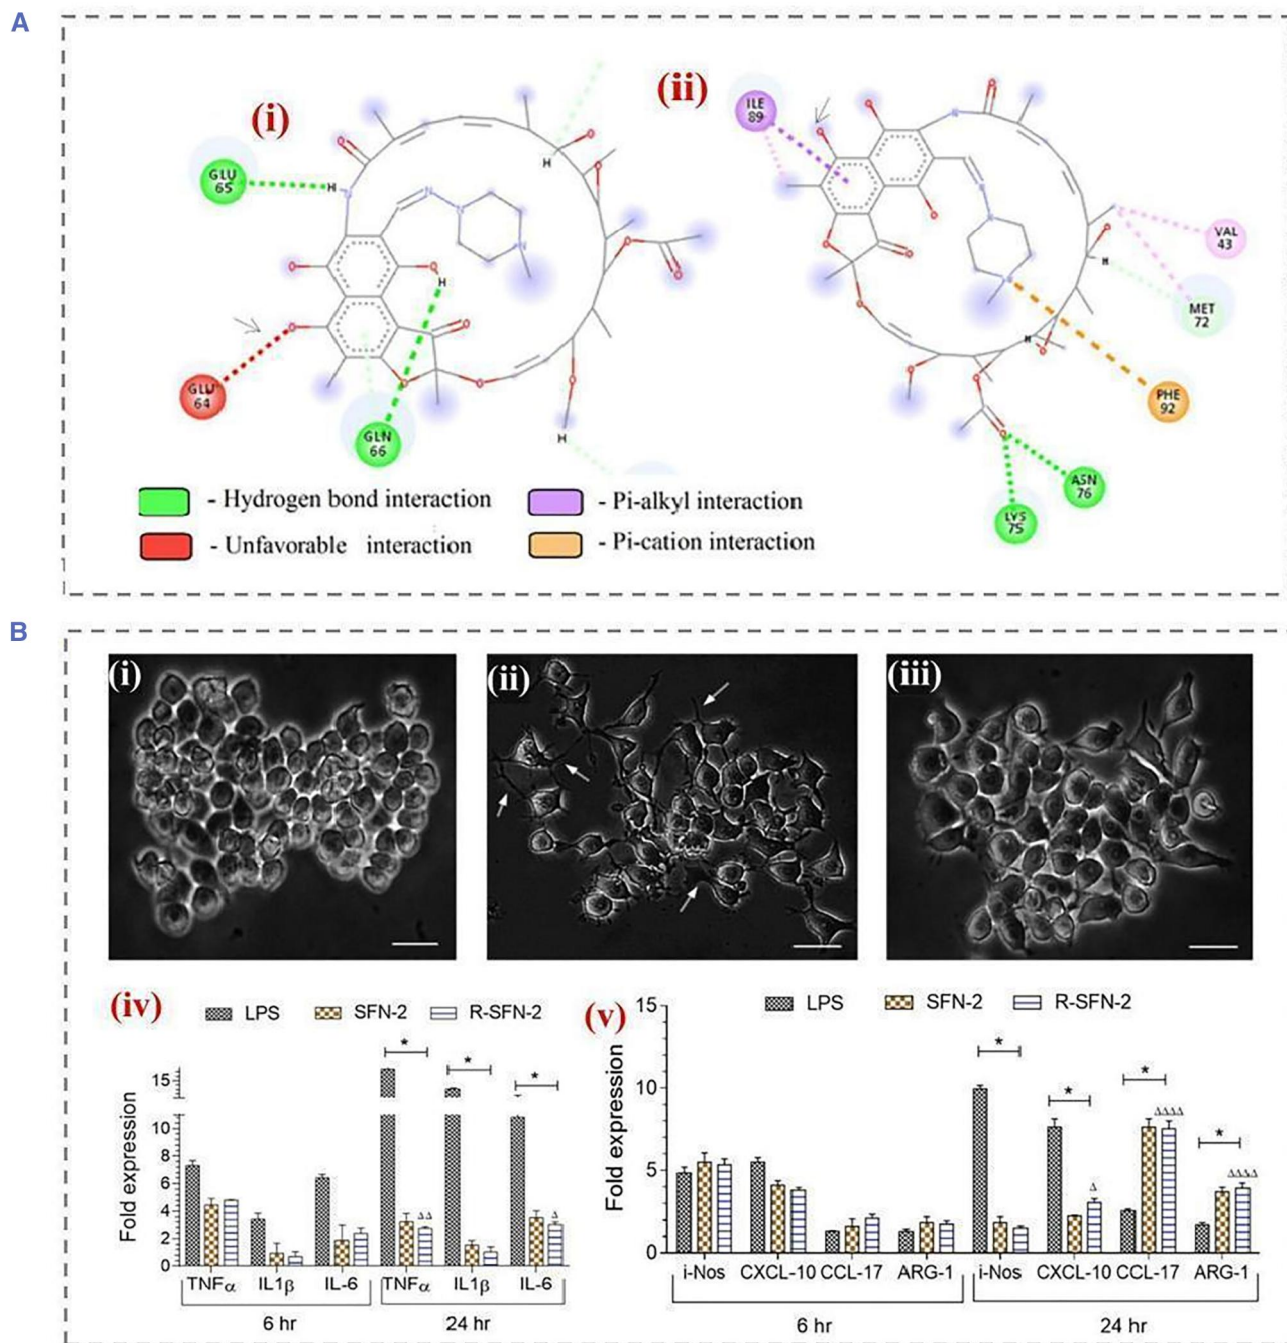 A
(i)
(ii)
ILE
89
GLU
65
H
N
N
N
N
O
H
GLU
64
GLN
66
H
VAL
43
MET
72
PHE
92
ASN
76
LYS
75
- Hydrogen bond interaction
- Pi-alkyl interaction
- Unfavorable interaction
- Pi-cation interaction
B
(i)
(ii)
(iii)
(iv)
LPS
SFN-2
R-SFN-2
Fold expression
15
10
8
6
4
2
0
*
*
*
ΔΔ
Δ
TNFα
IL1β
IL-6
TNFα
IL1β
IL-6
6 hr
24 hr
(v)
LPS
SFN-2
R-SFN-2
Fold expression
15
10
5
0
*
*
*
*
Δ
ΔΔΔΔ
ΔΔΔΔ
i-Nos
CXCL-10
CCL-17
ARG-1
i-Nos
CXCL-10
CCL-17
ARG-1
6 hr
24 hr